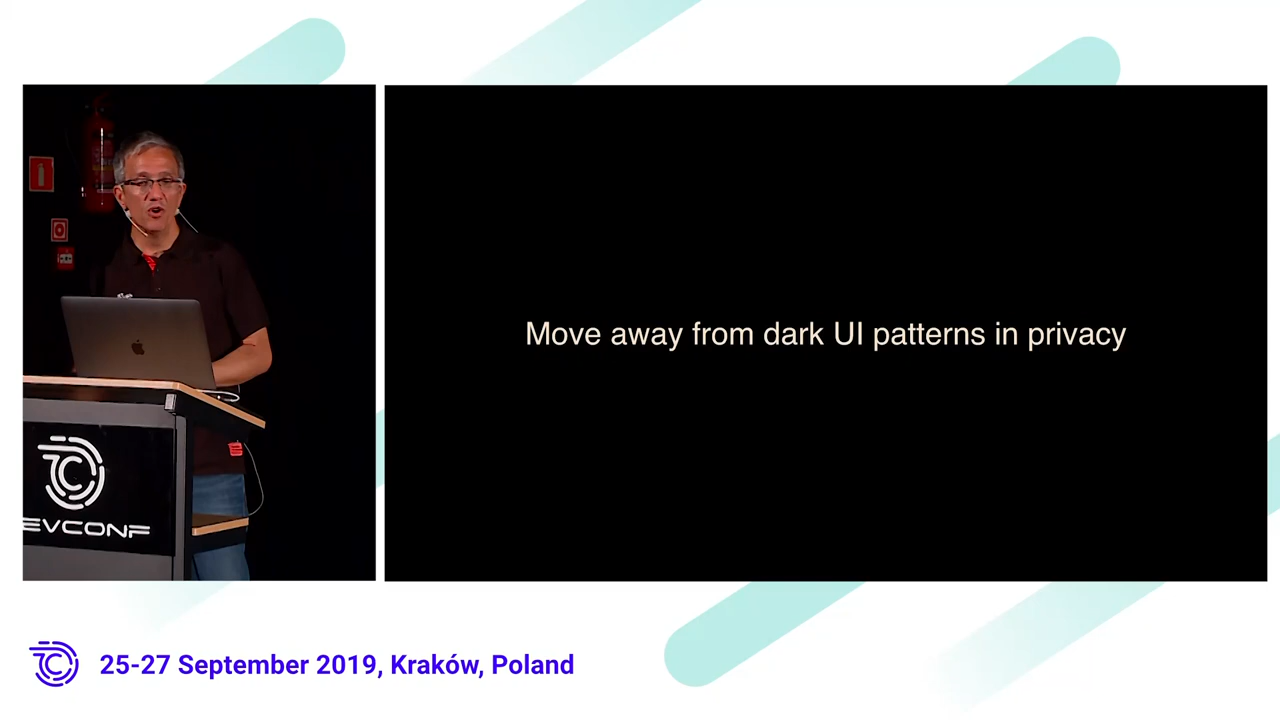 Move away from dark UI patterns in privacy
EVCONF
25-27 September 2019, Kraków, Poland